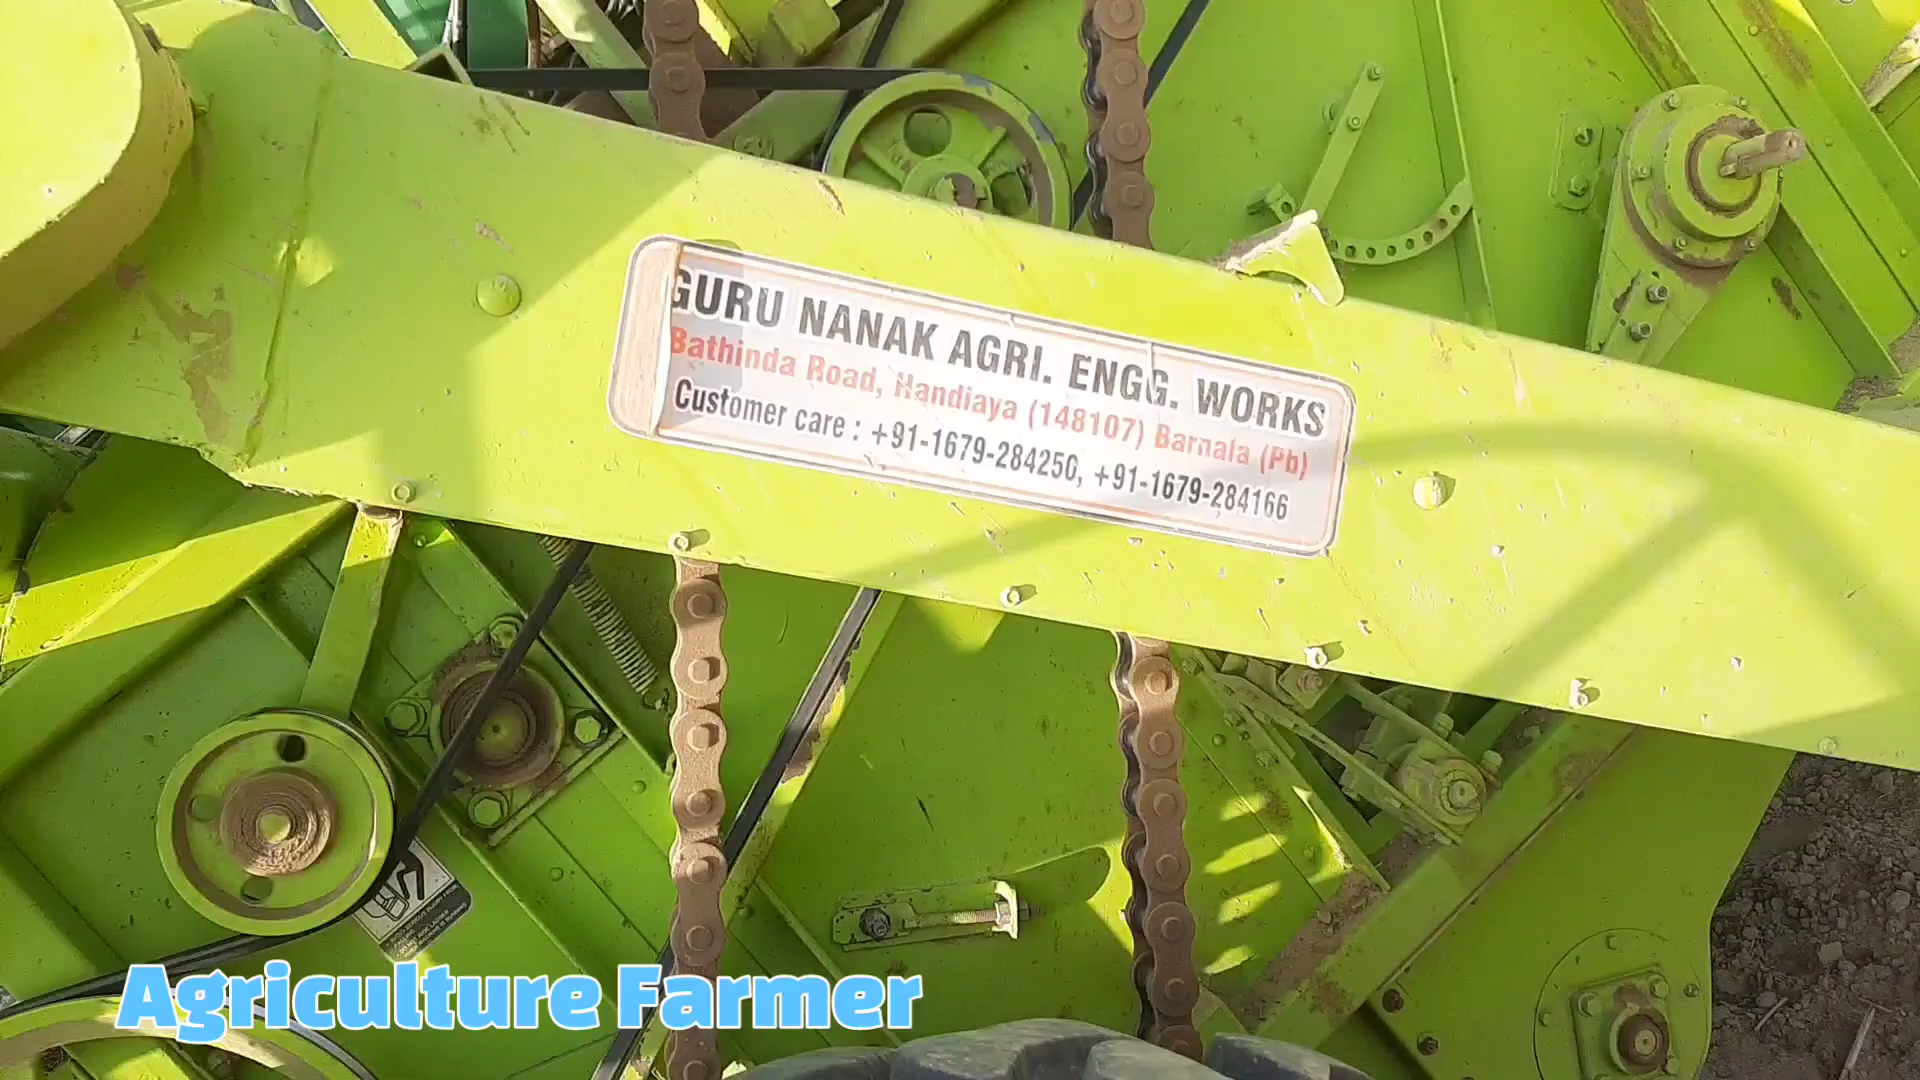 GURU NANAK AGRI. ENGG. WORKS
Bathinda Road, Handiaya (148107) Barnala (Pb)
Customer care : +91-1679-284250, +91-1679-284166
Agriculture Farmer